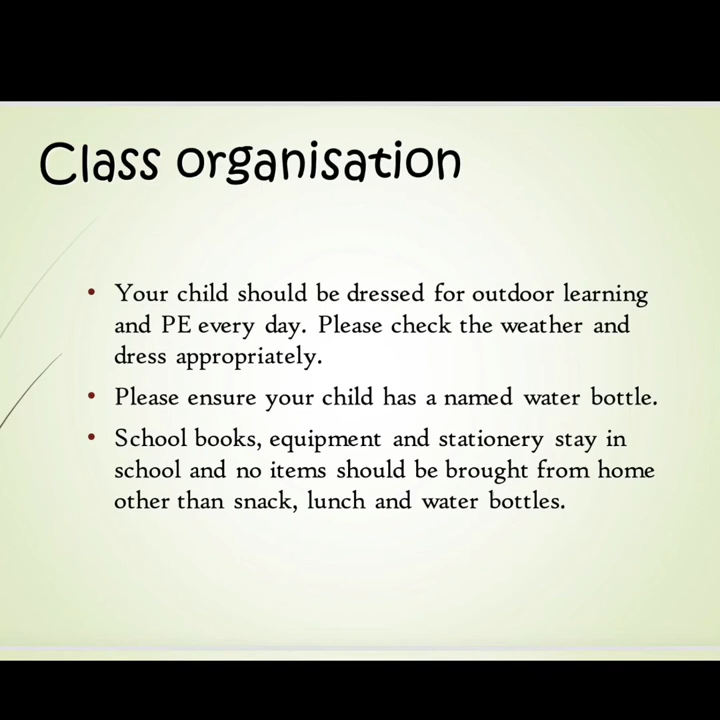 Class organisation
• Your child should be dressed for outdoor learning
and PE every day. Please check the weather and
dress appropriately.
• Please ensure your child has a named water bottle.
• School books, equipment and stationery stay in
school and no items should be brought from home
other than snack, lunch and water bottles.